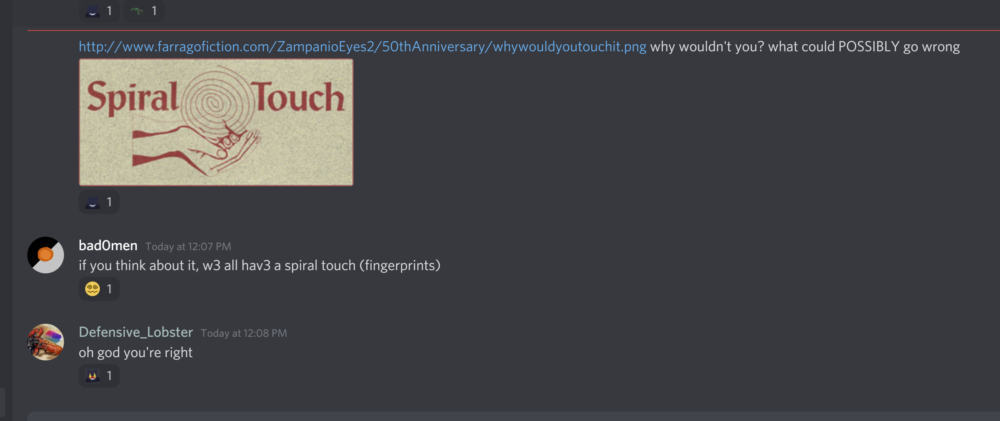 1 1
http://www.farragofiction.com/ZampanioEyes2/50thAnniversary/whywouldyoutouchit.png why wouldn't you? what could POSSIBLY go wrong
Spiral Touch
1
bad0men Today at 12:07 PM
if you think about it, w3 all hav3 a spiral touch (fingerprints)
1
Defensive_Lobster Today at 12:08 PM
oh god you're right
1